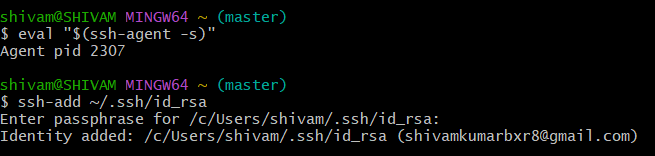 shivam@SHIVAM MINGW64 ~ (master)
$ eval "$(ssh-agent -s)"
Agent pid 2307
shivam@SHIVAM MINGW64 ~ (master)
$ ssh-add ~/.ssh/id_rsa
Enter passphrase for /c/Users/shivam/.ssh/id_rsa:
Identity added: /c/Users/shivam/.ssh/id_rsa (shivamkumarbxr8@gmail.com)